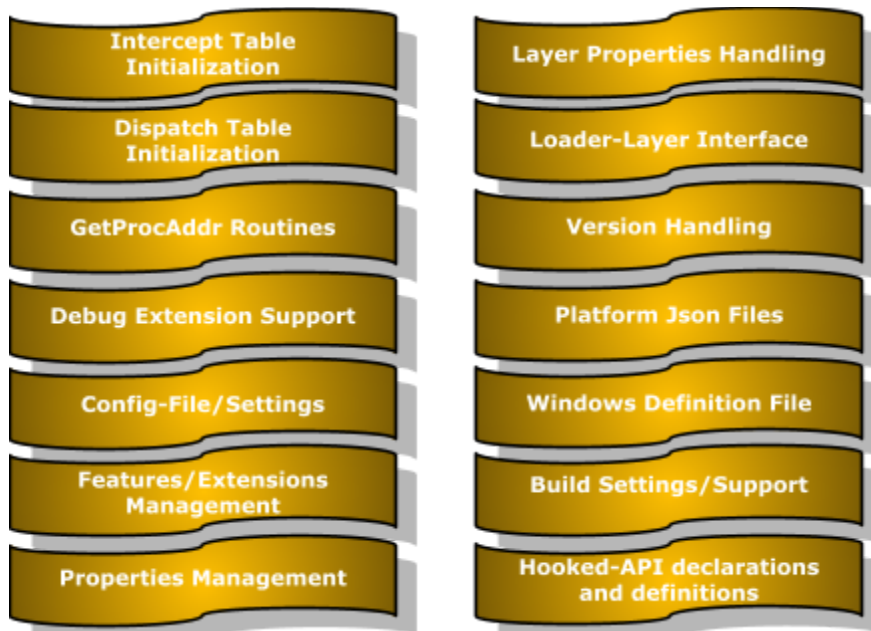 Intercept Table
Initialization
Dispatch Table
Initialization
GetProcAddr Routines
Debug Extension Support
Config-File/Settings
Features/Extensions
Management
Properties Management
Layer Properties Handling
Loader-Layer Interface
Version Handling
Platform Json Files
Windows Definition File
Build Settings/Support
Hooked-API declarations
and definitions